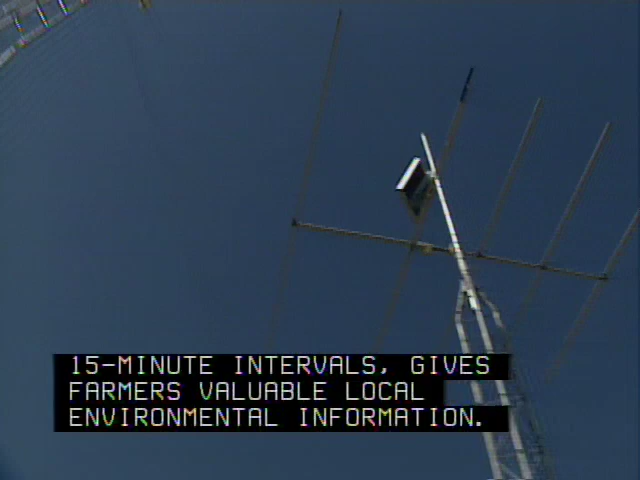 15-MINUTE INTERVALS, GIVES
FARMERS VALUABLE LOCAL
ENVIRONMENTAL INFORMATION.